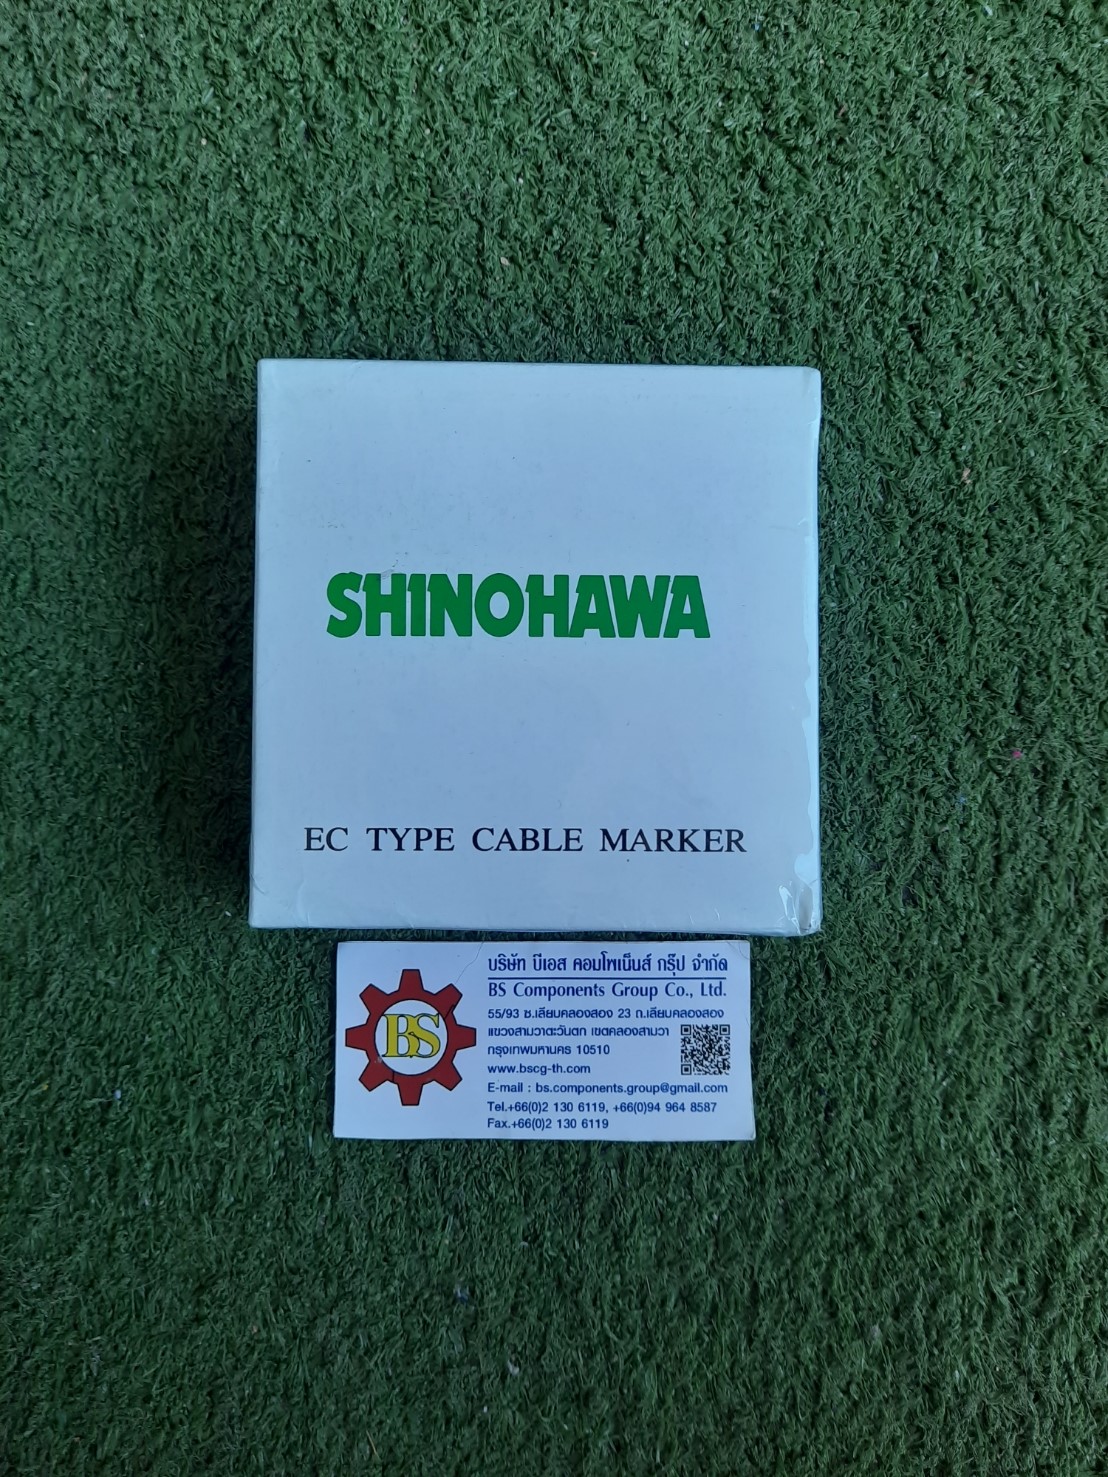 SHINOHAWA
EC TYPE CABLE MARKER
BS
บริษัท บีเอส คอมโพเน็นส์ กรุ๊ป จำกัด
BS Components Group Co., Ltd.
55/93 ซ.เลียบคลองสอง 23 ถ.เลียบคลองสอง
แขวงสามวาตะวันตก เขตคลองสามวา
กรุงเทพมหานคร 10510
www.bscg-th.com
E-mail : bs.components.group@gmail.com
Tel.+66(0)2 130 6119, +66(0)94 964 8587
Fax.+66(0)2 130 6119